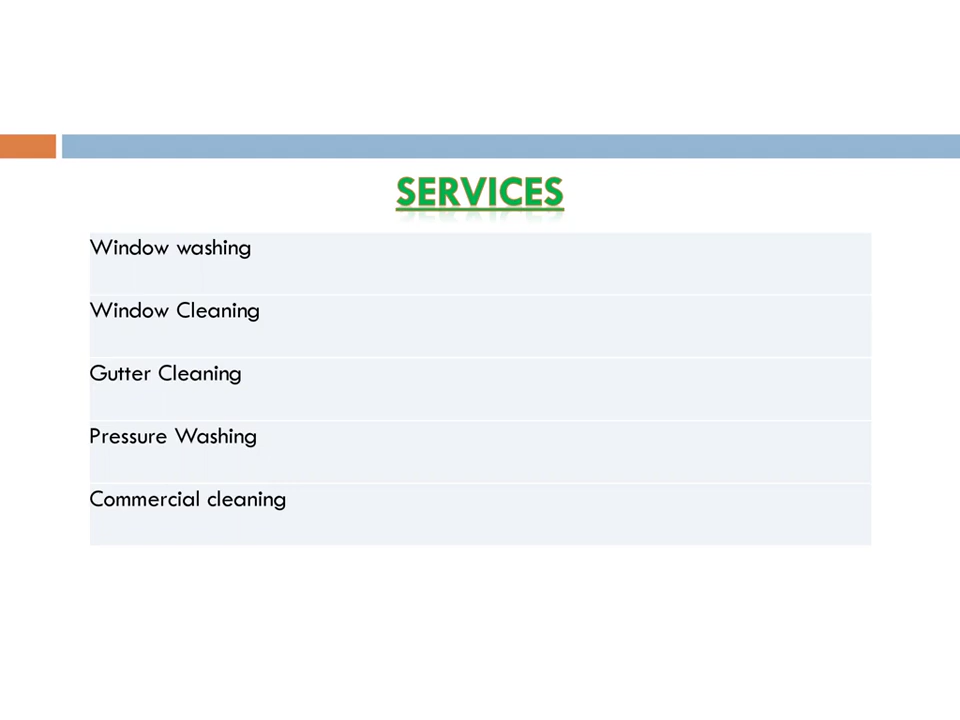 SERVICES
Window washing
Window Cleaning
Gutter Cleaning
Pressure Washing
Commercial cleaning